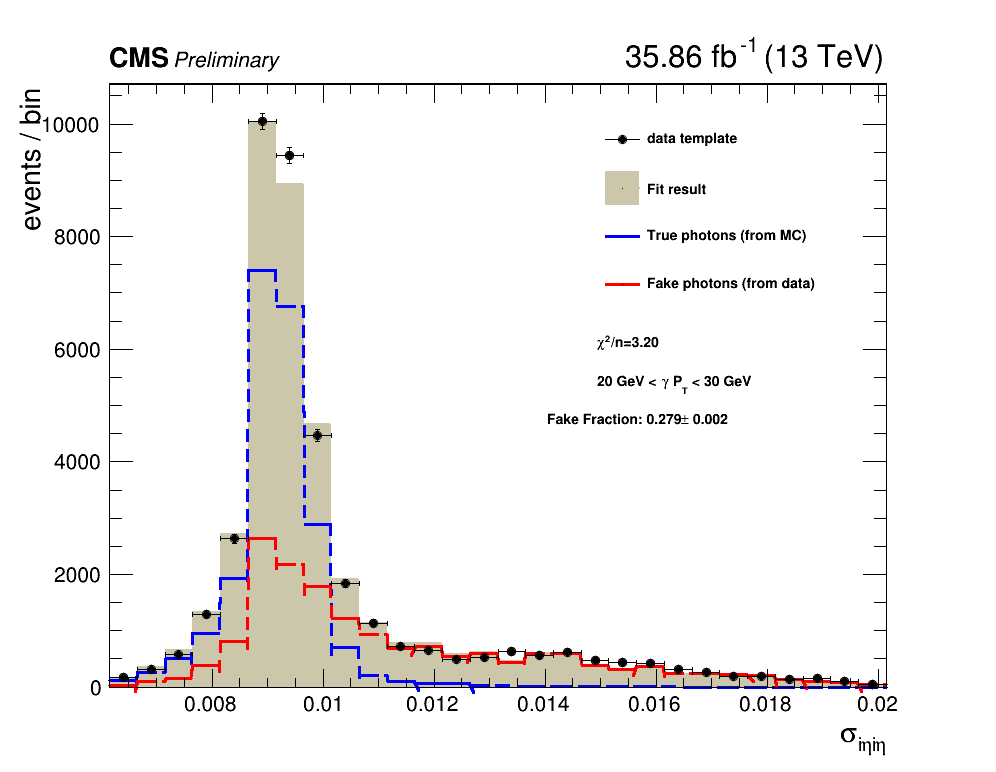 CMS Preliminary 35.86 fb⁻¹ (13 TeV)
events / bin
10000
8000
6000
4000
2000
0
data template
Fit result
True photons (from MC)
Fake photons (from data)
χ²/n=3.20
20 GeV < γ P_T < 30 GeV
Fake Fraction: 0.279± 0.002
0.008 0.01 0.012 0.014 0.016 0.018 0.02
σ_iηiη